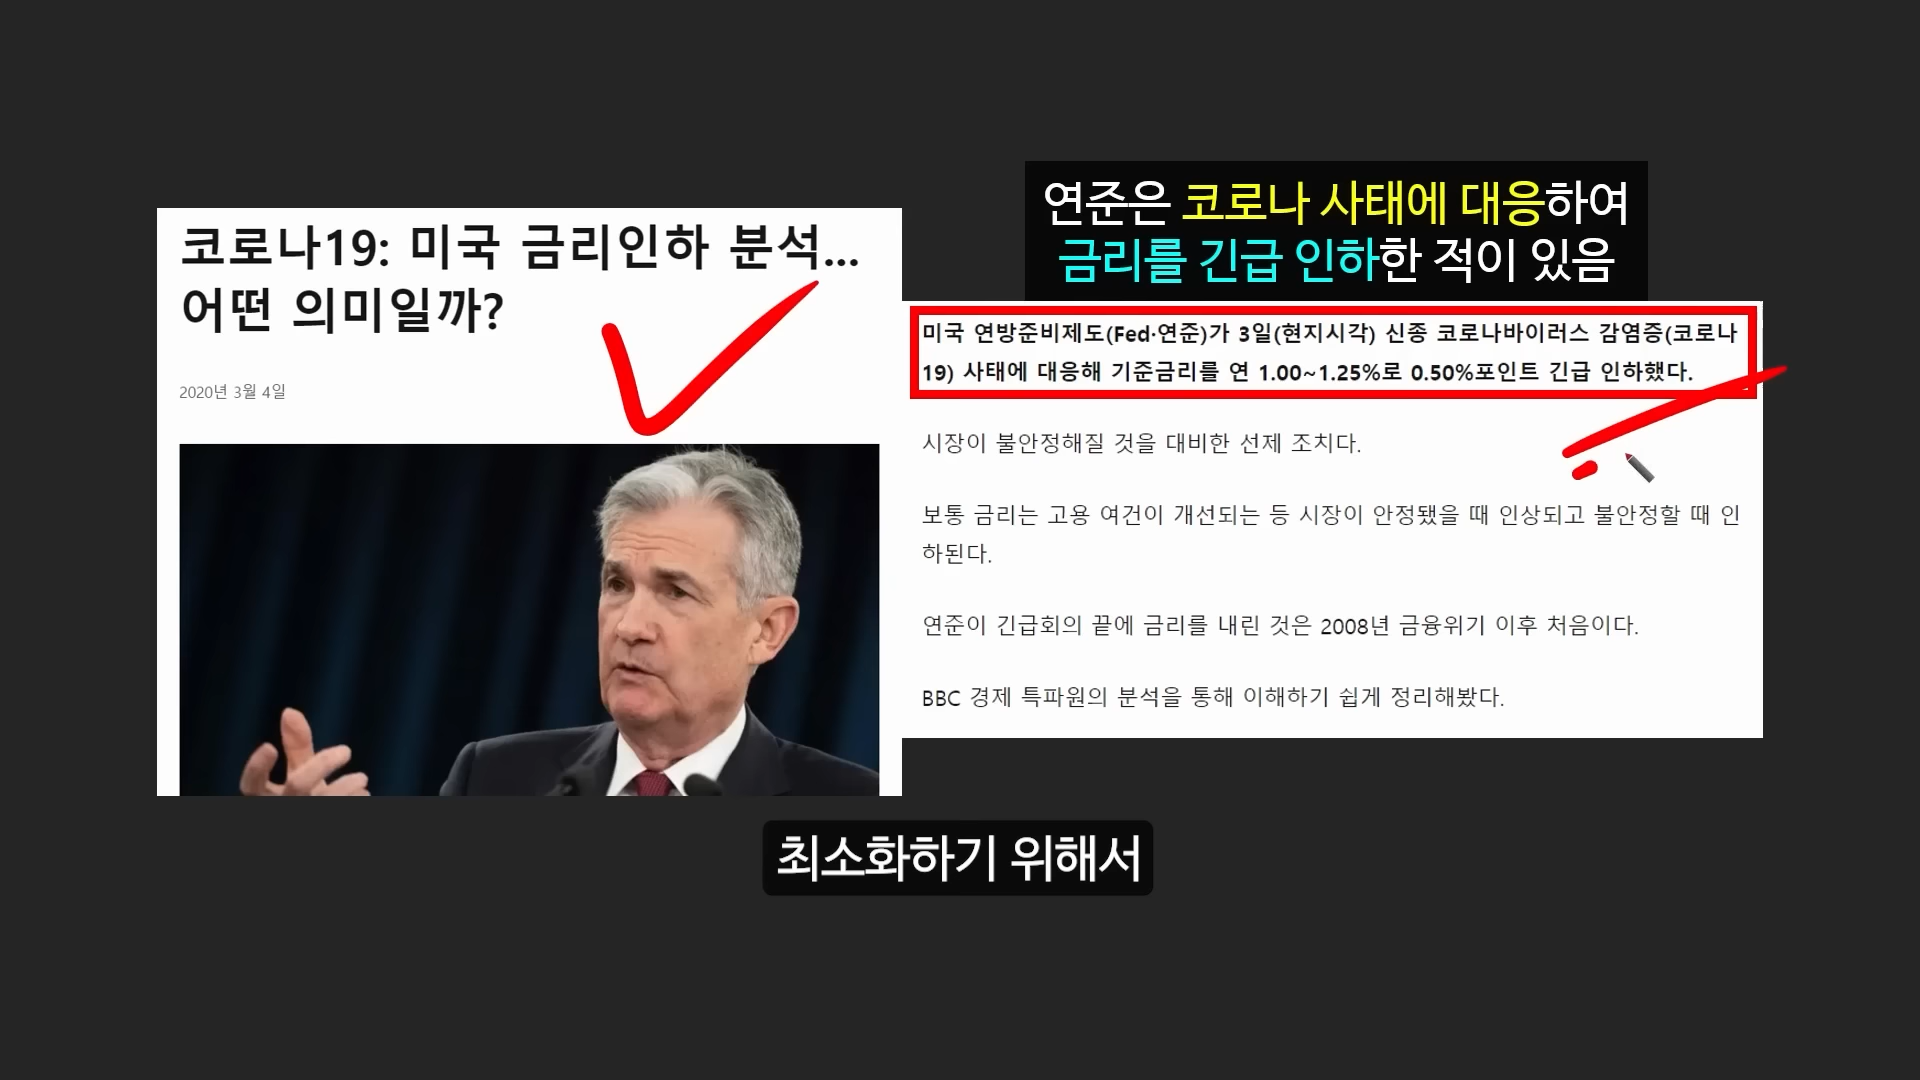 코로나19: 미국 금리인하 분석...
어떤 의미일까?
2020년 3월 4일
연준은 코로나 사태에 대응하여
금리를 긴급 인하한 적이 있음
미국 연방준비제도(Fed·연준)가 3일(현지시각) 신종 코로나바이러스 감염증(코로나
19) 사태에 대응해 기준금리를 연 1.00~1.25%로 0.50%포인트 긴급 인하했다.
시장이 불안정해질 것을 대비한 선제 조치다.
보통 금리는 고용 여건이 개선되는 등 시장이 안정됐을 때 인상되고 불안정할 때 인
하된다.
연준이 긴급회의 끝에 금리를 내린 것은 2008년 금융위기 이후 처음이다.
BBC 경제 특파원의 분석을 통해 이해하기 쉽게 정리해봤다.
최소화하기 위해서